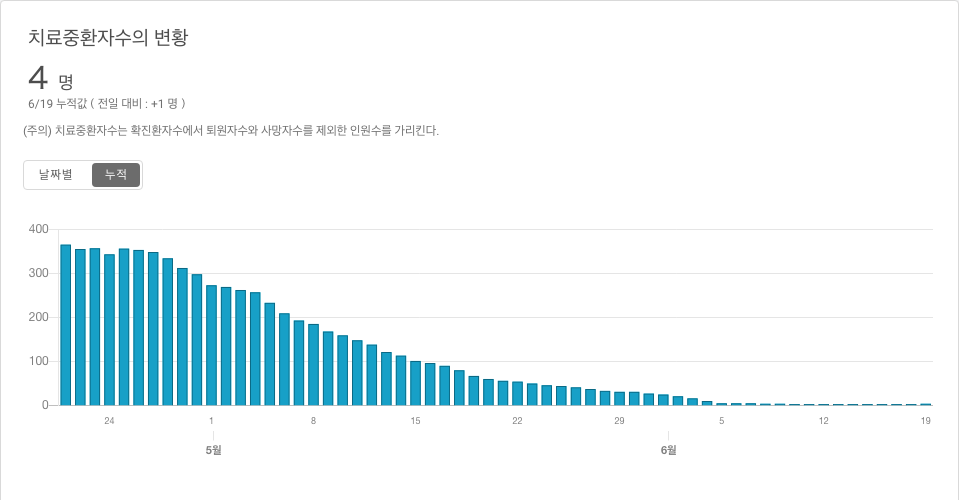 치료중환자수의 변황
4 명
6/19 누적값 ( 전일 대비 : +1 명 )
(주의) 치료중환자수는 확진환자수에서 퇴원자수와 사망자수를 제외한 인원수를 가리킨다.
날짜별 누적
400
300
200
100
0
24 1 8 15 22 29 5 12 19
5월 6월